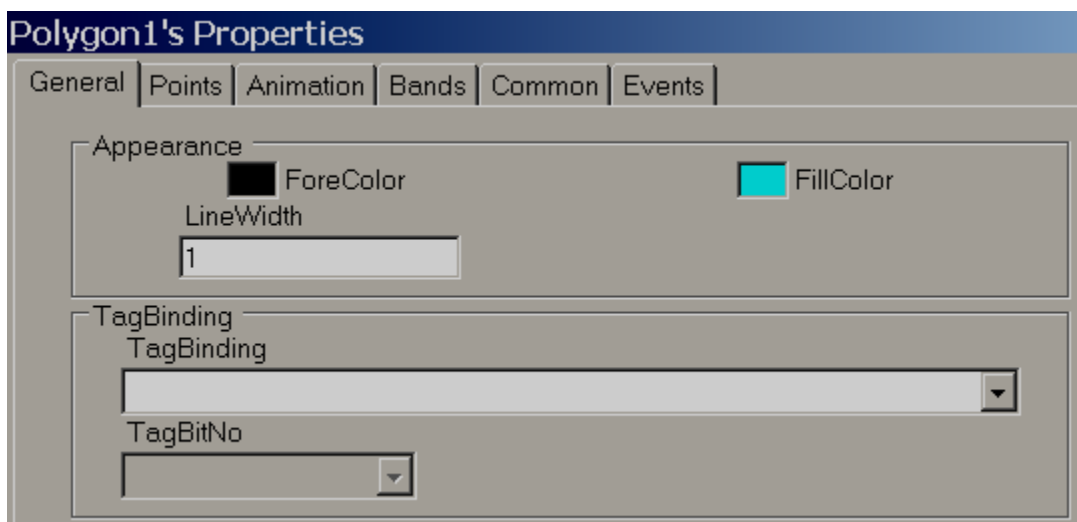 Polygon1's Properties
General Points Animation Bands Common Events
Appearance
ForeColor FillColor
LineWidth
1
TagBinding
TagBinding
TagBitNo